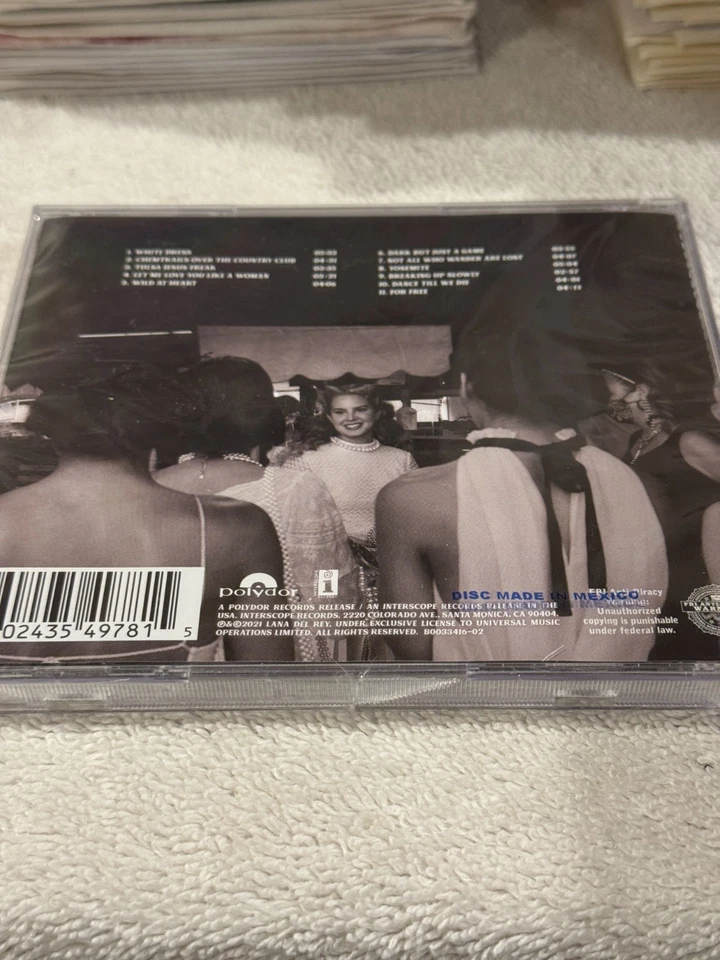 1. WHITE DRESS 05:33
2. CHEMTRAILS OVER THE COUNTRY CLUB 04:31
3. TULSA JESUS FREAK 03:35
4. LET ME LOVE YOU LIKE A WOMAN 03:21
5. WILD AT HEART 04:06
6. DARK BUT JUST A GAME
7. NOT ALL WHO WANDER ARE LOST 04:07
8. YOSEMITE 05:04
9. BREAKING UP SLOWLY 02:57
10. DANCE TILL WE DIE
11. FOR FREE 04:11
02435 49781 5
polydor
i
A POLYDOR RECORDS RELEASE / AN INTERSCOPE RECORDS RELEASE IN THE
USA. INTERSCOPE RECORDS, 2220 COLORADO AVE., SANTA MONICA, CA 90404.
℗&©2021 LANA DEL REY, UNDER EXCLUSIVE LICENSE TO UNIVERSAL MUSIC
OPERATIONS LIMITED. ALL RIGHTS RESERVED. B0033416-02
DISC MADE IN MEXICO
FBI Anti-Piracy
Warning:
Unauthorized
copying is punishable
under federal law.